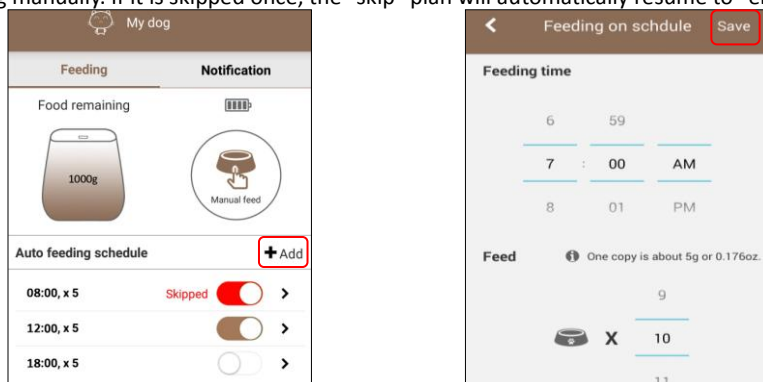 manually. If it is skipped once, the "skip" plan will automatically resume to
My dog
Feeding Notification
Food remaining
1000g
Manual feed
Auto feeding schedule
+ Add
08:00, x 5 Skipped
12:00, x 5
18:00, x 5
Feeding on schdule Save
Feeding time
6 59
7 : 00 AM
8 01 PM
Feed One copy is about 5g or 0.176oz.
9
X 10
11